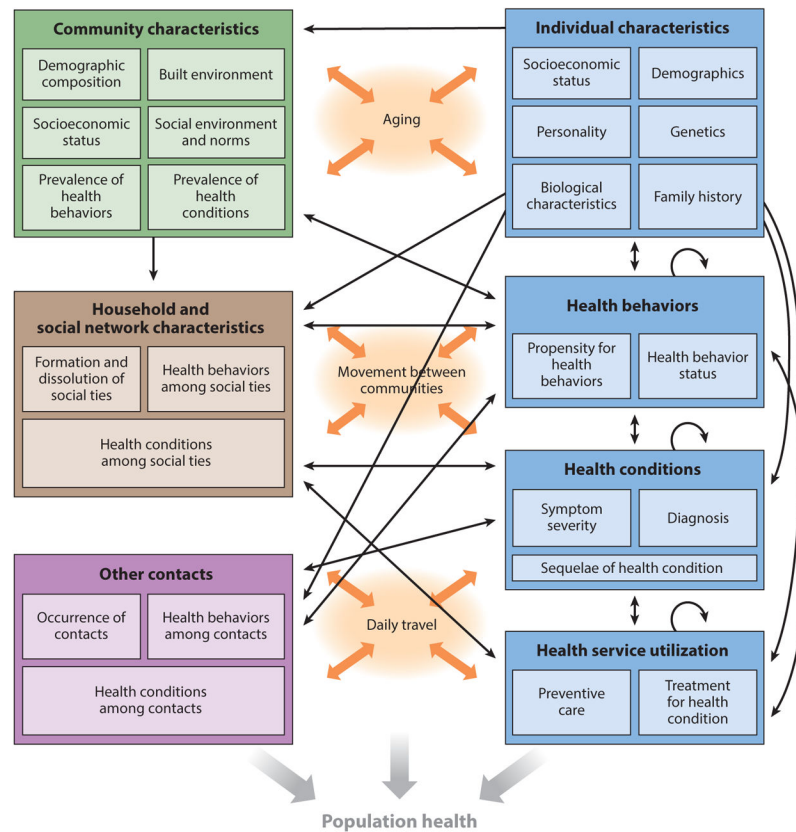 Community characteristics
Demographic
composition
Built environment
Socioeconomic
status
Social environment
and norms
Prevalence of
health
behaviors
Prevalence of
health
conditions
Household and
social network characteristics
Formation and
dissolution of
social ties
Health behaviors
among social ties
Health conditions
among social ties
Other contacts
Occurrence of
contacts
Health behaviors
among contacts
Health conditions
among contacts
Aging
Movement between
communities
Daily travel
Individual characteristics
Socioeconomic
status
Demographics
Personality
Genetics
Biological
characteristics
Family history
Health behaviors
Propensity for
health
behaviors
Health behavior
status
Health conditions
Symptom
severity
Diagnosis
Sequelae of health condition
Health service utilization
Preventive
care
Treatment
for health
condition
Population health